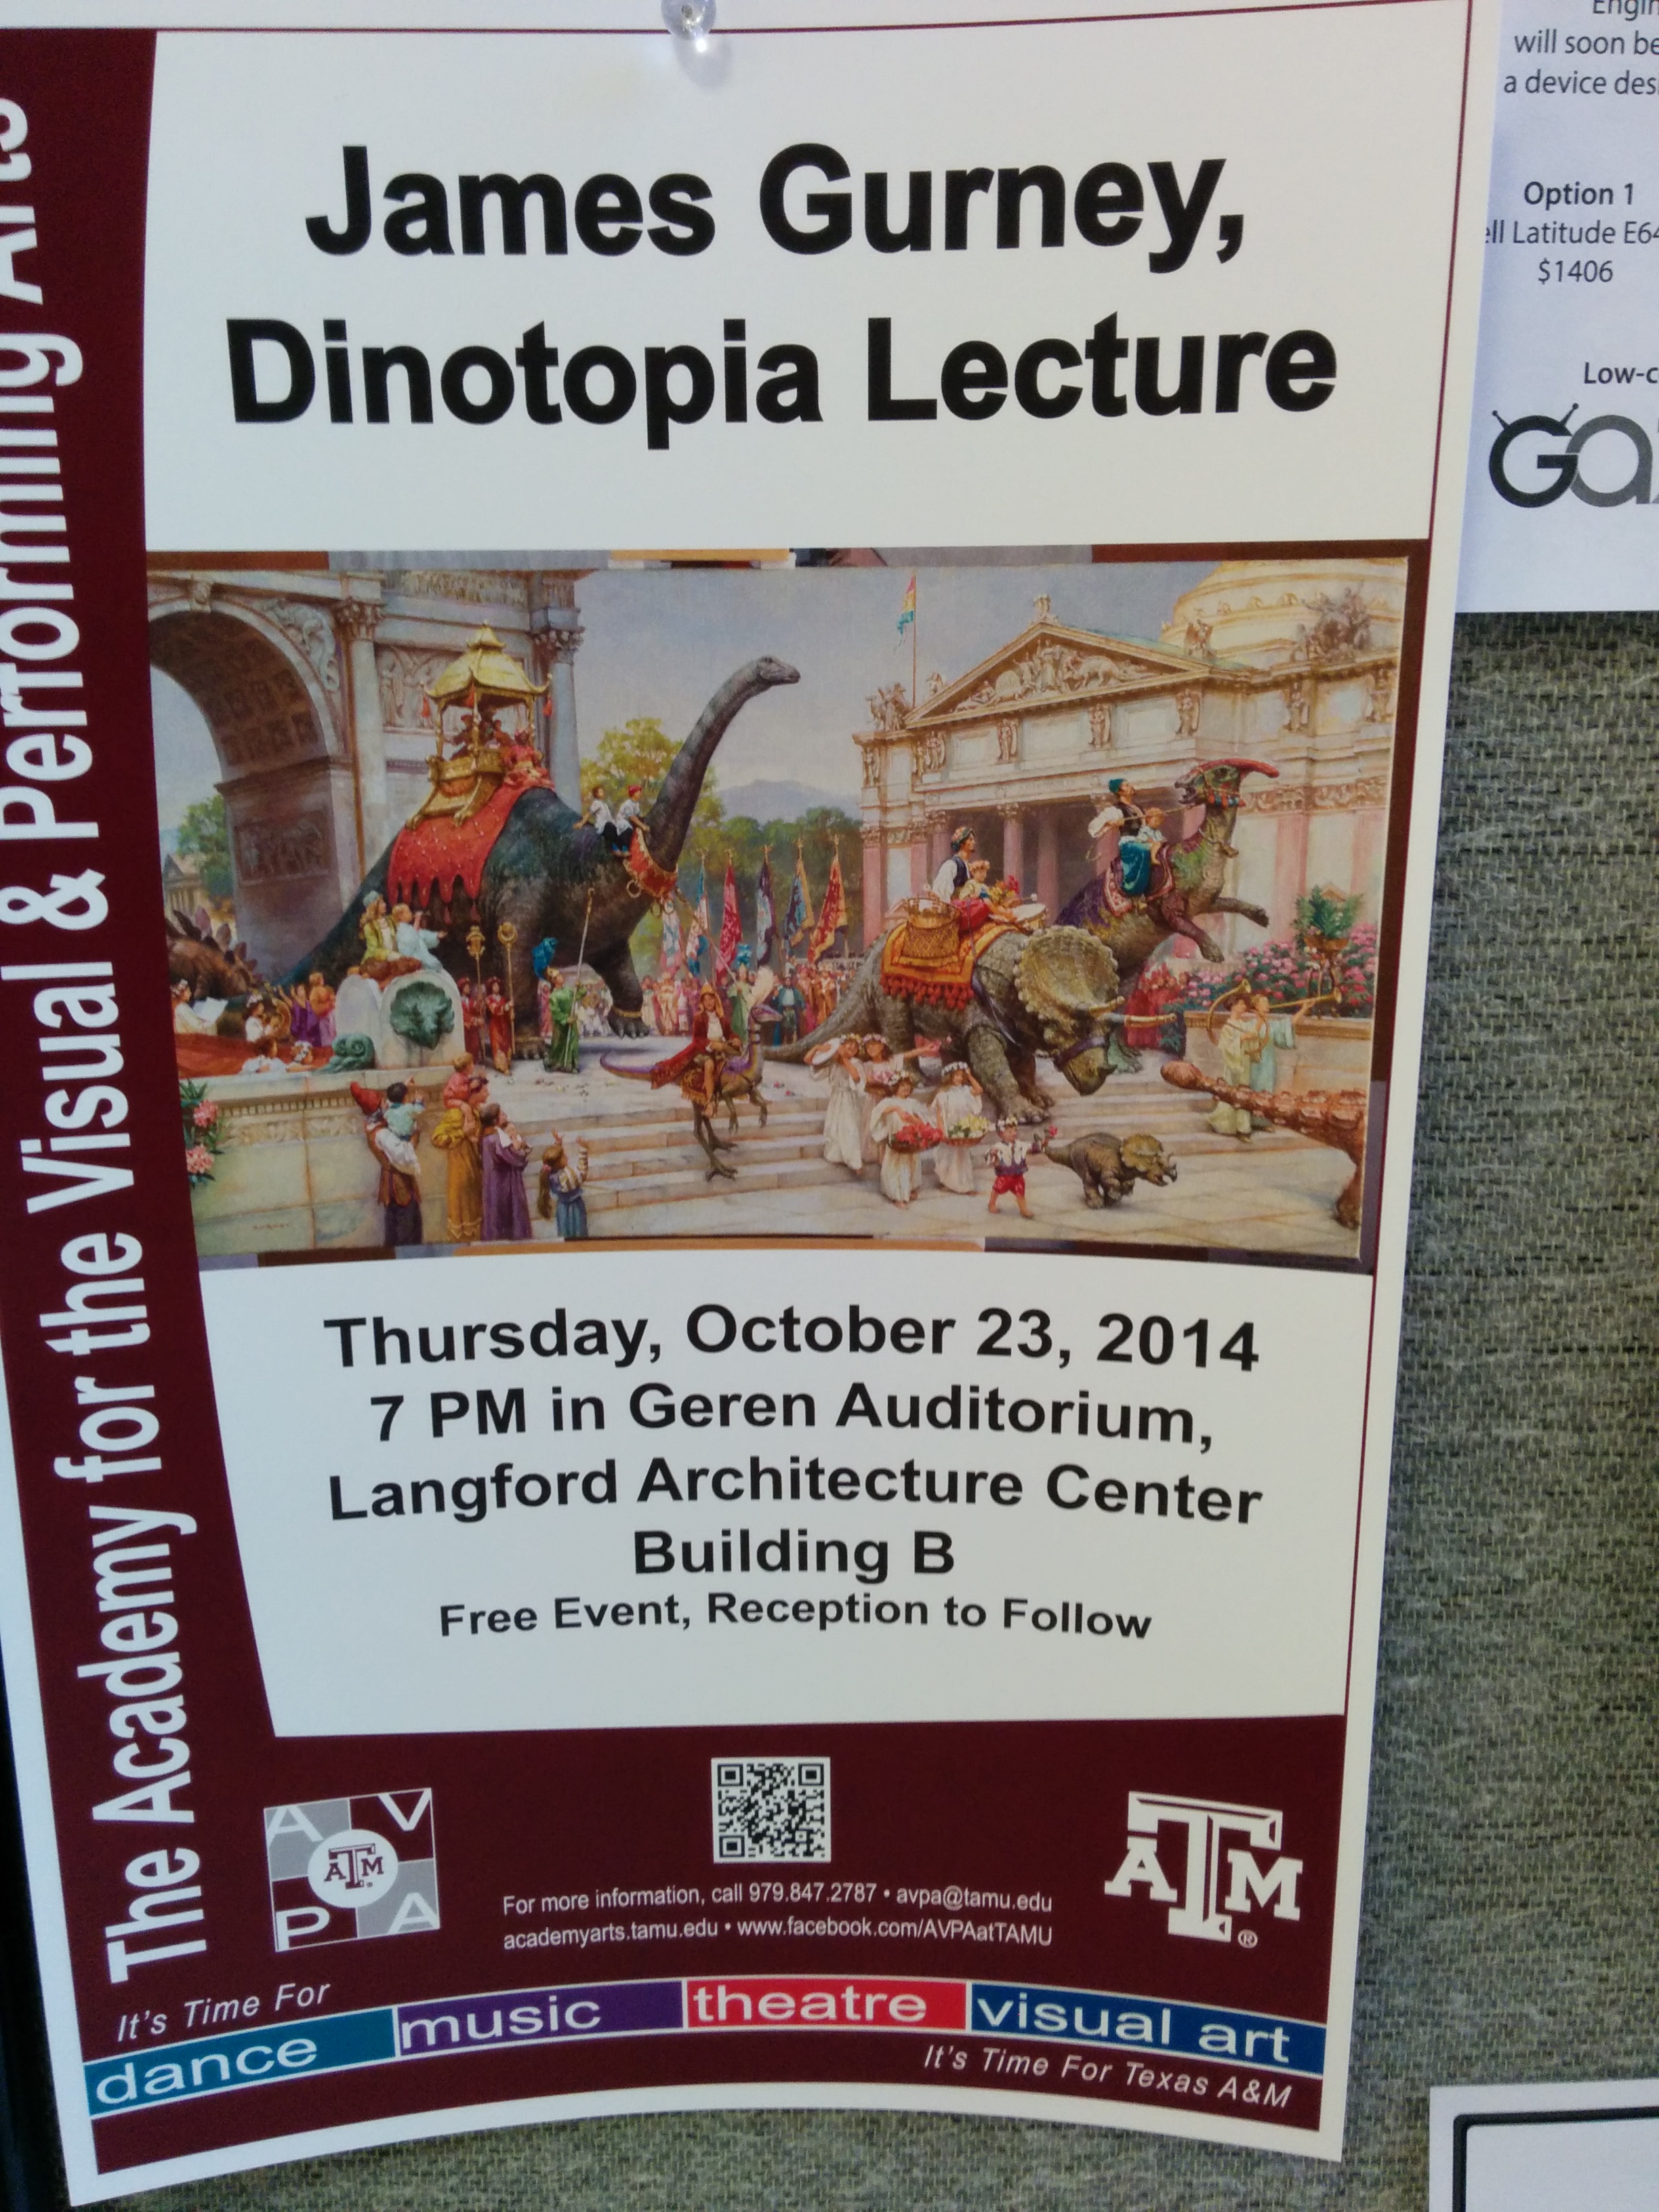 The Academy for the Visual & Performing Arts
James Gurney,
Dinotopia Lecture
Thursday, October 23, 2014
7 PM in Geren Auditorium,
Langford Architecture Center
Building B
Free Event, Reception to Follow
A V
ATM
P A
For more information, call 979.847.2787 • avpa@tamu.edu
academyarts.tamu.edu • www.facebook.com/AVPAatTAMU
ATM
®
It's Time For
dance music theatre visual art
It's Time For Texas A&M
will soon be
a device
Option 1
Latitude
$1406